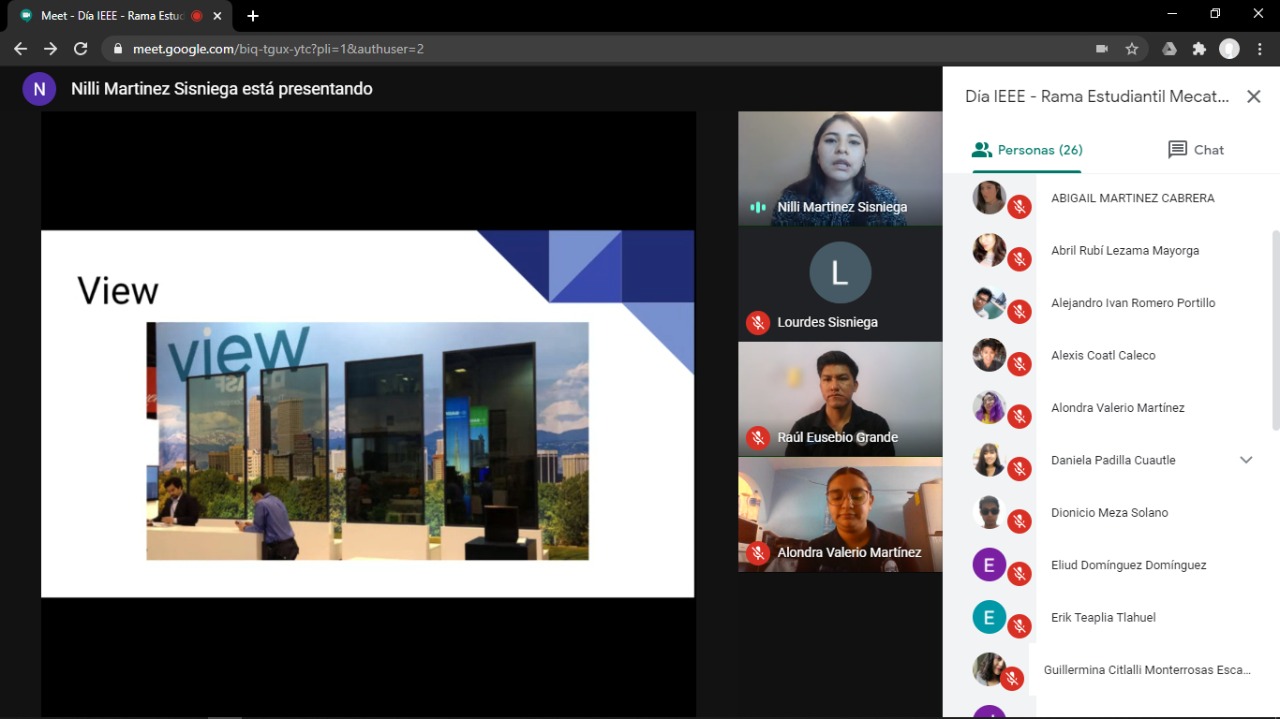 Meet - Día IEEE - Rama Estud
meet.google.com/biq-tgux-ytc?pli=1&authuser=2
N
Nilli Martinez Sisniega está presentando
View
view
Nilli Martinez Sisniega
L
Lourdes Sisniega
Raúl Eusebio Grande
Alondra Valerio Martínez
Día IEEE - Rama Estudiantil Mecat...
Personas (26)
Chat
ABIGAIL MARTINEZ CABRERA
Abril Rubí Lezama Mayorga
Alejandro Ivan Romero Portillo
Alexis Coatl Caleco
Alondra Valerio Martínez
Daniela Padilla Cuautle
Dionicio Meza Solano
E
Eliud Domínguez Domínguez
E
Erik Teaplia Tlahuel
Guillermina Citlalli Monterrosas Esca...